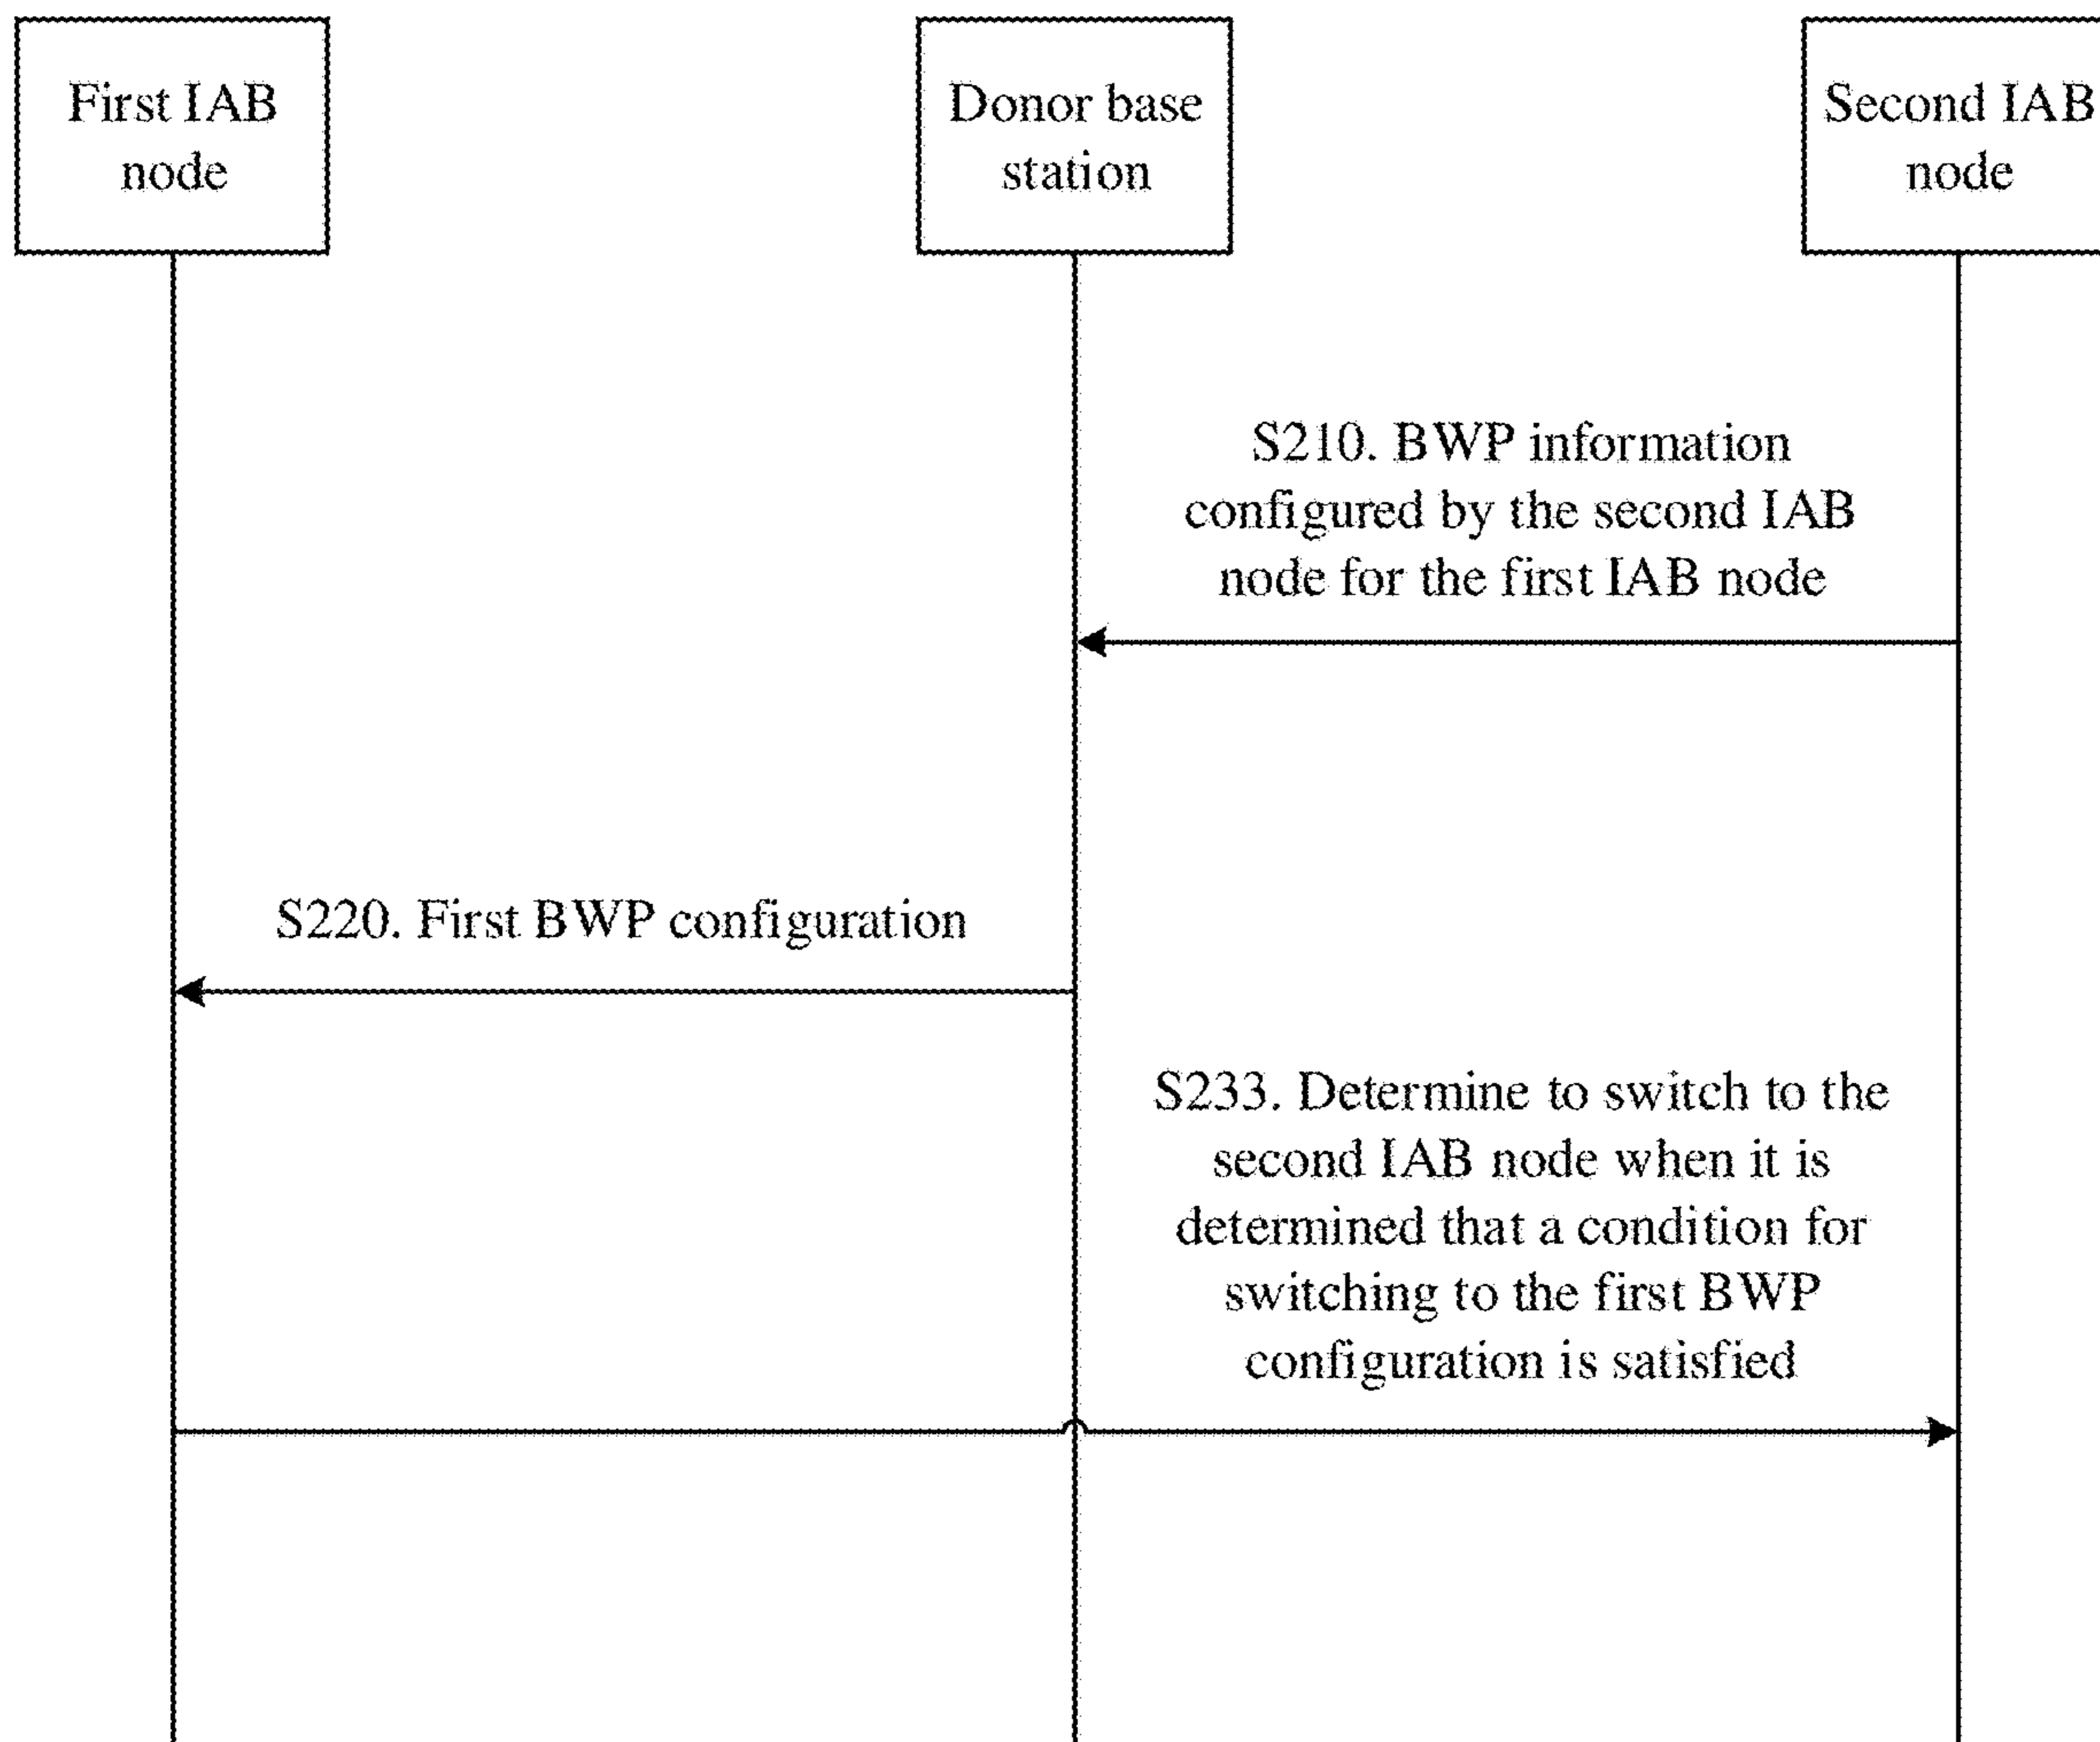 First IAB
node
Donor base
station
Second IAB
node
S210. BWP information
configured by the second IAB
node for the first IAB node
S220. First BWP configuration
S233. Determine to switch to the
second IAB node when it is
determined that a condition for
switching to the first BWP
configuration is satisfied